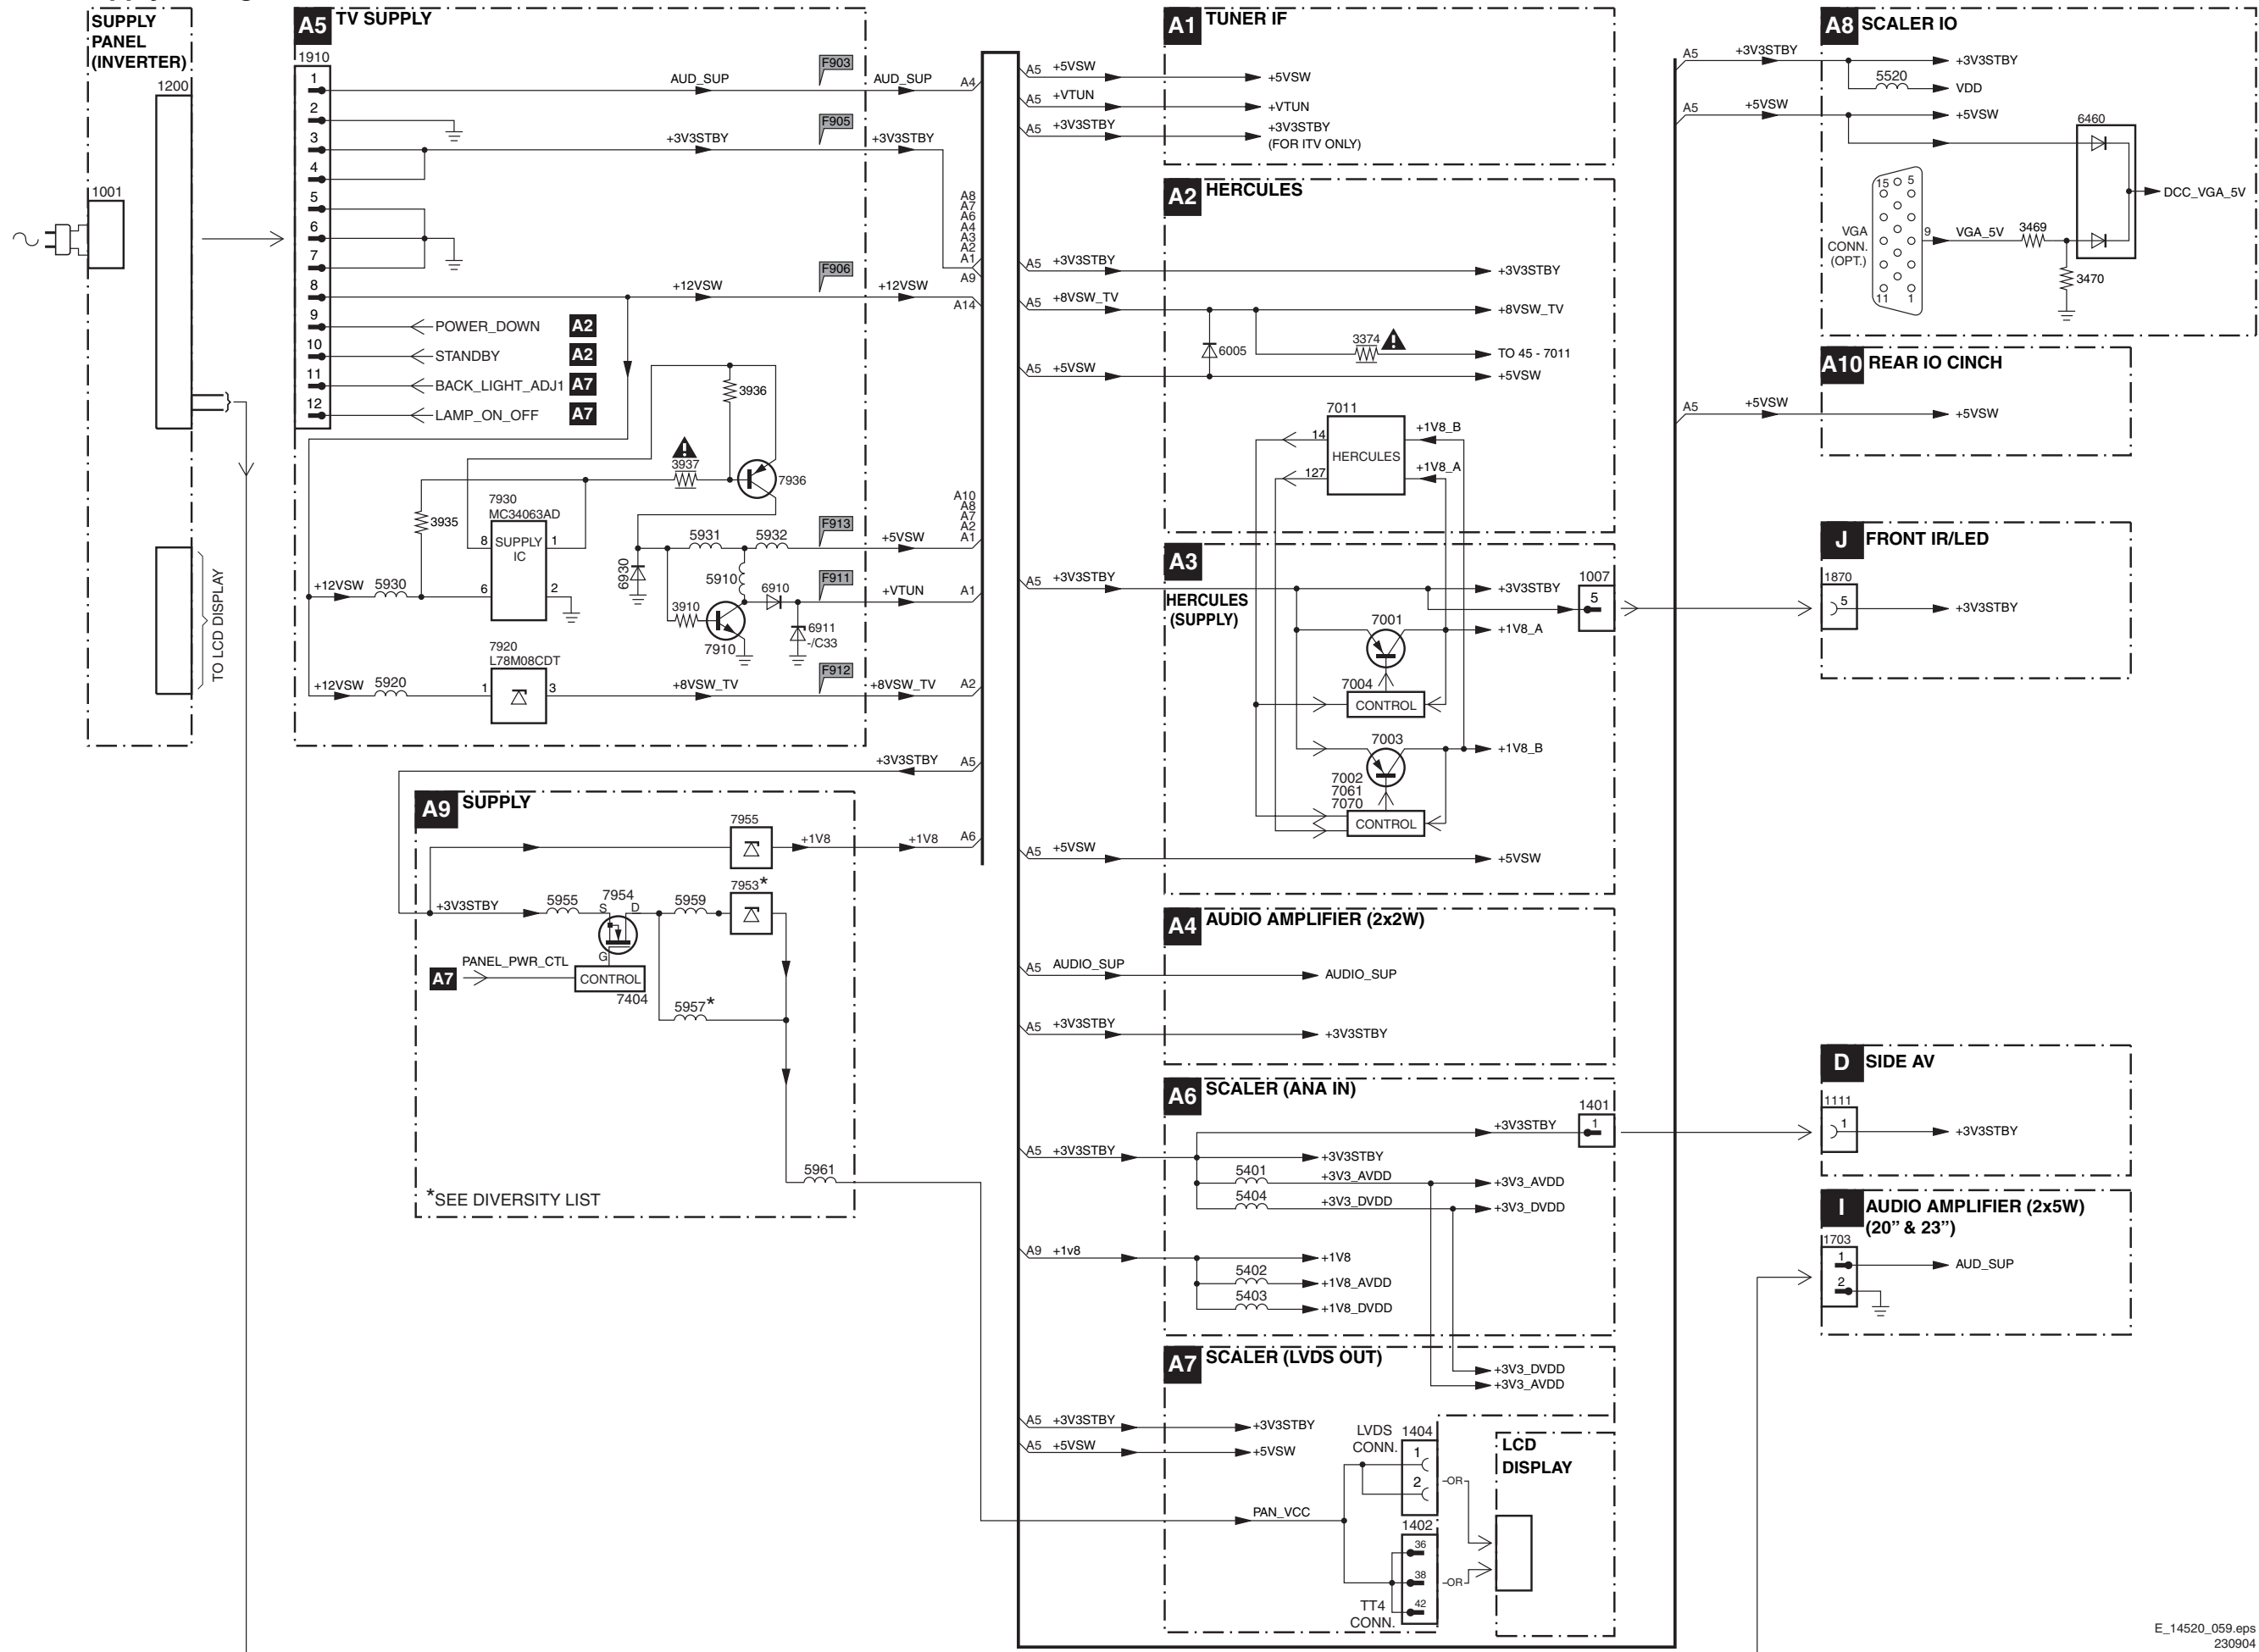 SUPPLY
PANEL
(INVERTER)
1200
1001
TO LCD DISPLAY
A5 TV SUPPLY
1910
1
2
3
4
5
6
7
8
9
10
11
12
AUD_SUP
F903
AUD_SUP
A4
+3V3STBY
F905
+3V3STBY
A8
A7
A6
A4
A3
A2
A1
A9
+12VSW
F906
+12VSW
A14
POWER_DOWN A2
STANDBY A2
BACK_LIGHT_ADJ1 A7
LAMP_ON_OFF A7
3936
3937
7936
3935
7930
MC34063AD
8 SUPPLY 1
IC
6 2
+12VSW 5930
6930
5931
5932
F913
+5VSW
A10
A8
A7
A2
A1
5910
6910
F911
+VTUN
A1
3910
7910
6911
-/C33
7920
L78M08CDT
+12VSW 5920
1 3
+8VSW_TV
F912
+8VSW_TV
A2
+3V3STBY
A5
A9 SUPPLY
7955
+1V8
+1V8
A6
7953*
+3V3STBY
5955
7954
S D
G
5959
A7 PANEL_PWR_CTL
CONTROL
7404
5957*
5961
*SEE DIVERSITY LIST
A1 TUNER IF
A5 +5VSW
+5VSW
A5 +VTUN
+VTUN
A5 +3V3STBY
+3V3STBY
(FOR ITV ONLY)
A2 HERCULES
A5 +3V3STBY
+3V3STBY
A5 +8VSW_TV
+8VSW_TV
6005
3374
TO 45 - 7011
A5 +5VSW
+5VSW
7011
14
HERCULES
127
+1V8_B
+1V8_A
A3
HERCULES
(SUPPLY)
A5 +3V3STBY
+3V3STBY
1007
5
7001
+1V8_A
7004
CONTROL
7003
+1V8_B
7002
7061
7070
CONTROL
A5 +5VSW
+5VSW
A4 AUDIO AMPLIFIER (2x2W)
A5 AUDIO_SUP
AUDIO_SUP
A5 +3V3STBY
+3V3STBY
A6 SCALER (ANA IN)
1401
1
+3V3STBY
A5 +3V3STBY
+3V3STBY
5401
+3V3_AVDD
+3V3_AVDD
5404
+3V3_DVDD
+3V3_DVDD
A9 +1v8
+1V8
5402
+1V8_AVDD
5403
+1V8_DVDD
A7 SCALER (LVDS OUT)
+3V3_DVDD
+3V3_AVDD
A5 +3V3STBY
+3V3STBY
A5 +5VSW
+5VSW
LVDS
CONN.
1404
1
2
-OR-
PAN_VCC
1402
36
38
42
-OR-
TT4
CONN.
LCD
DISPLAY
A8 SCALER IO
A5 +3V3STBY
+3V3STBY
5520
VDD
A5 +5VSW
+5VSW
6460
15 5
11 1
VGA
CONN.
(OPT.)
9 VGA_5V
3469
3470
DCC_VGA_5V
A10 REAR IO CINCH
A5 +5VSW
+5VSW
J FRONT IR/LED
1870
5
+3V3STBY
D SIDE AV
1111
1
+3V3STBY
I AUDIO AMPLIFIER (2x5W)
(20” & 23”)
1703
1
2
AUD_SUP
E_14520_059.eps
230904